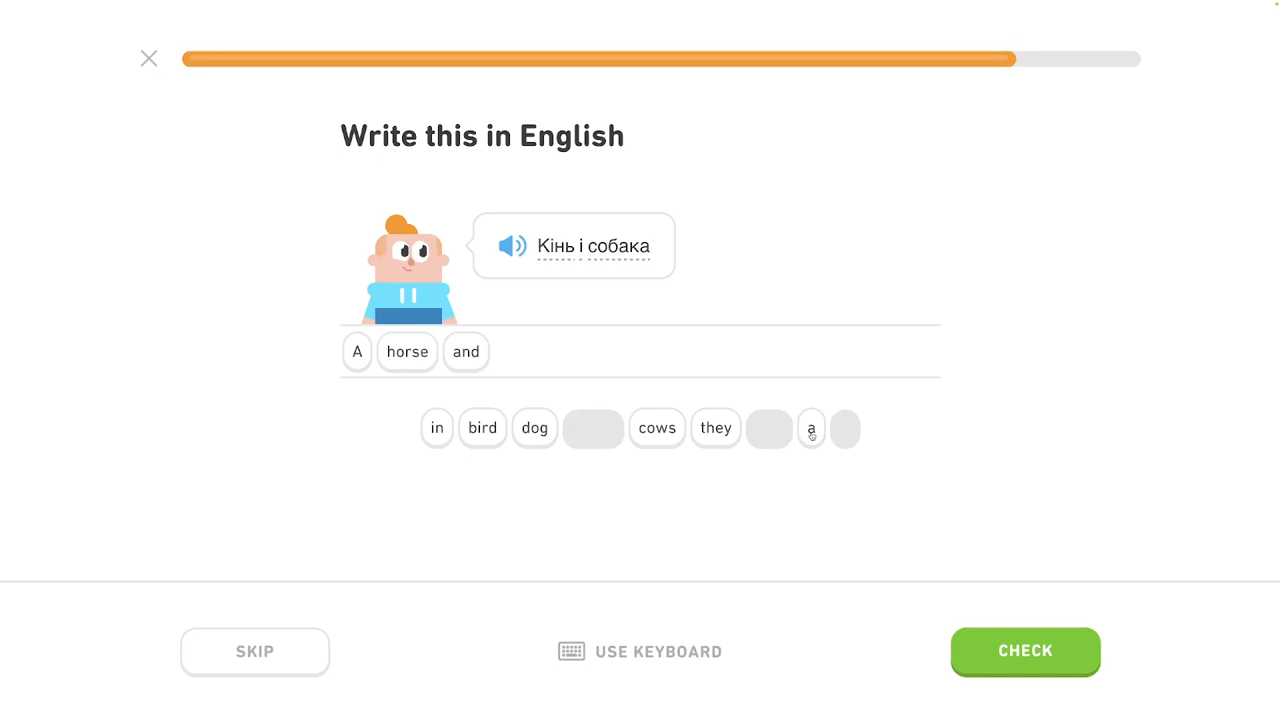 Write this in English
Кінь і собака
A horse and
in bird dog cows they a
SKIP USE KEYBOARD CHECK